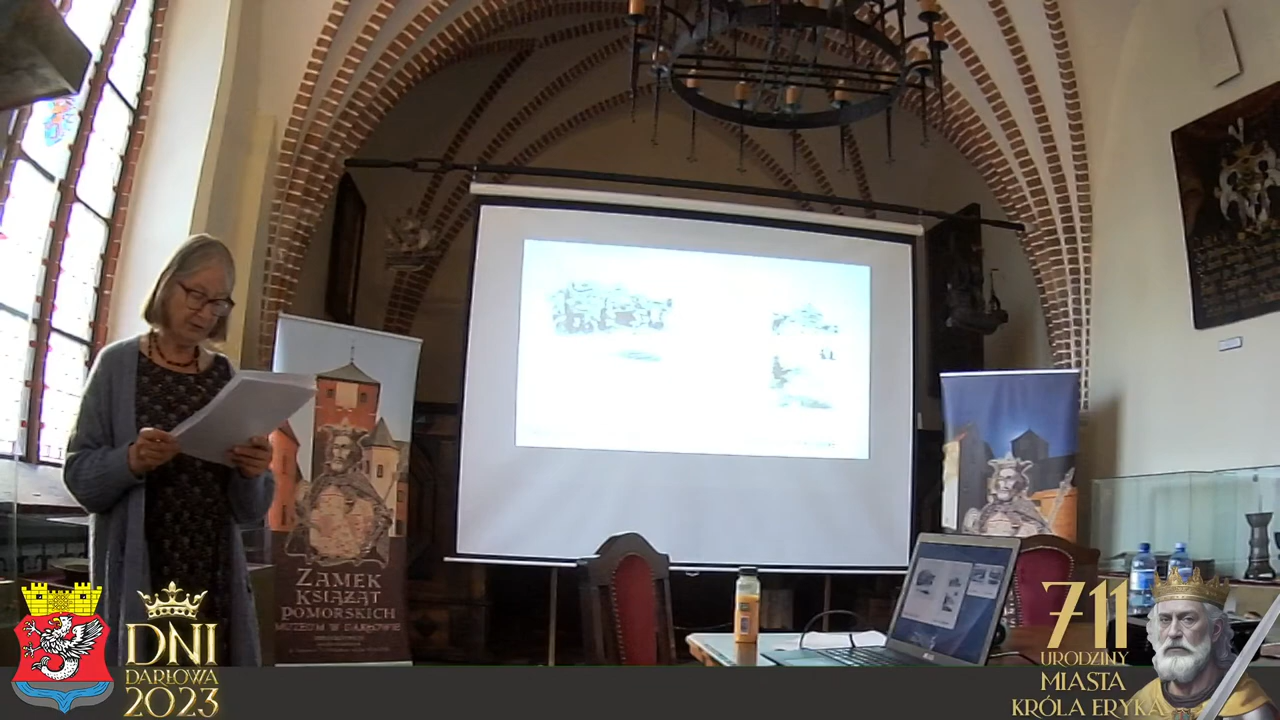 ZAMEK
KSIĄŻĄT
POMORSKICH
MUZEUM W DARŁOWIE
DNI
DARŁOWA
2023
711
URODZINY
MIASTA
KRÓLA ERYKA